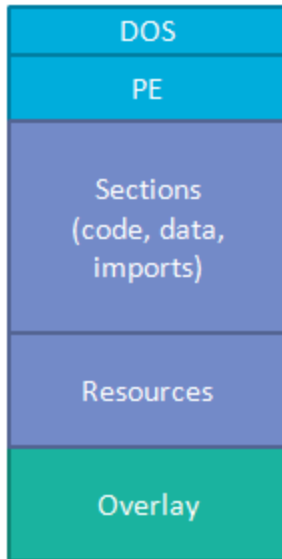 DOS
PE
Sections
(code, data,
imports)
Resources
Overlay